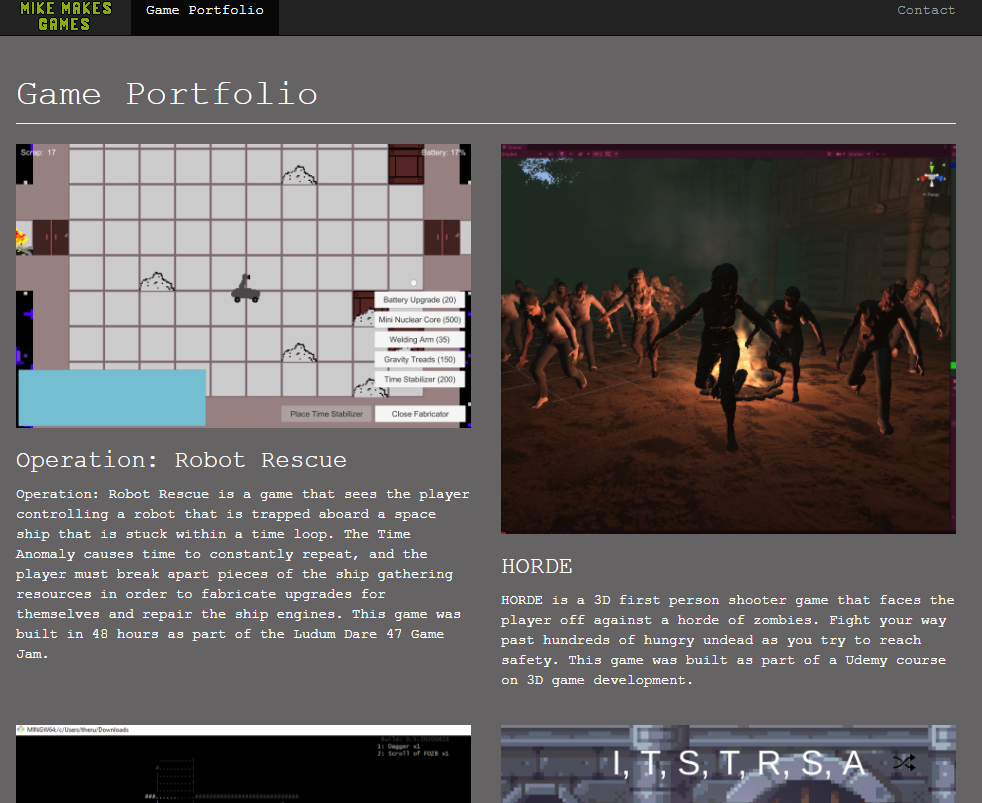 MIKE MAKES
GAMES
Game Portfolio
Contact
Game Portfolio
Scrap: 17
Battery: 17%
Battery Upgrade (20)
Mini Nuclear Core (500)
Welding Arm (35)
Gravity Treads (150)
Time Stabilizer (200)
Place Time Stabilizer
Close Fabricator
Operation: Robot Rescue
Operation: Robot Rescue is a game that sees the player
controlling a robot that is trapped aboard a space
ship that is stuck within a time loop. The Time
Anomaly causes time to constantly repeat, and the
player must break apart pieces of the ship gathering
resources in order to fabricate upgrades for
themselves and repair the ship engines. This game was
built in 48 hours as part of the Ludum Dare 47 Game
Jam.
HORDE
HORDE is a 3D first person shooter game that faces the
player off against a horde of zombies. Fight your way
past hundreds of hungry undead as you try to reach
safety. This game was built as part of a Udemy course
on 3D game development.
MINGW64:/c/Users/theru/Downloads
1: Dagger x1
2: Scroll of FOZB x1
I, T, S, T, R, S, A